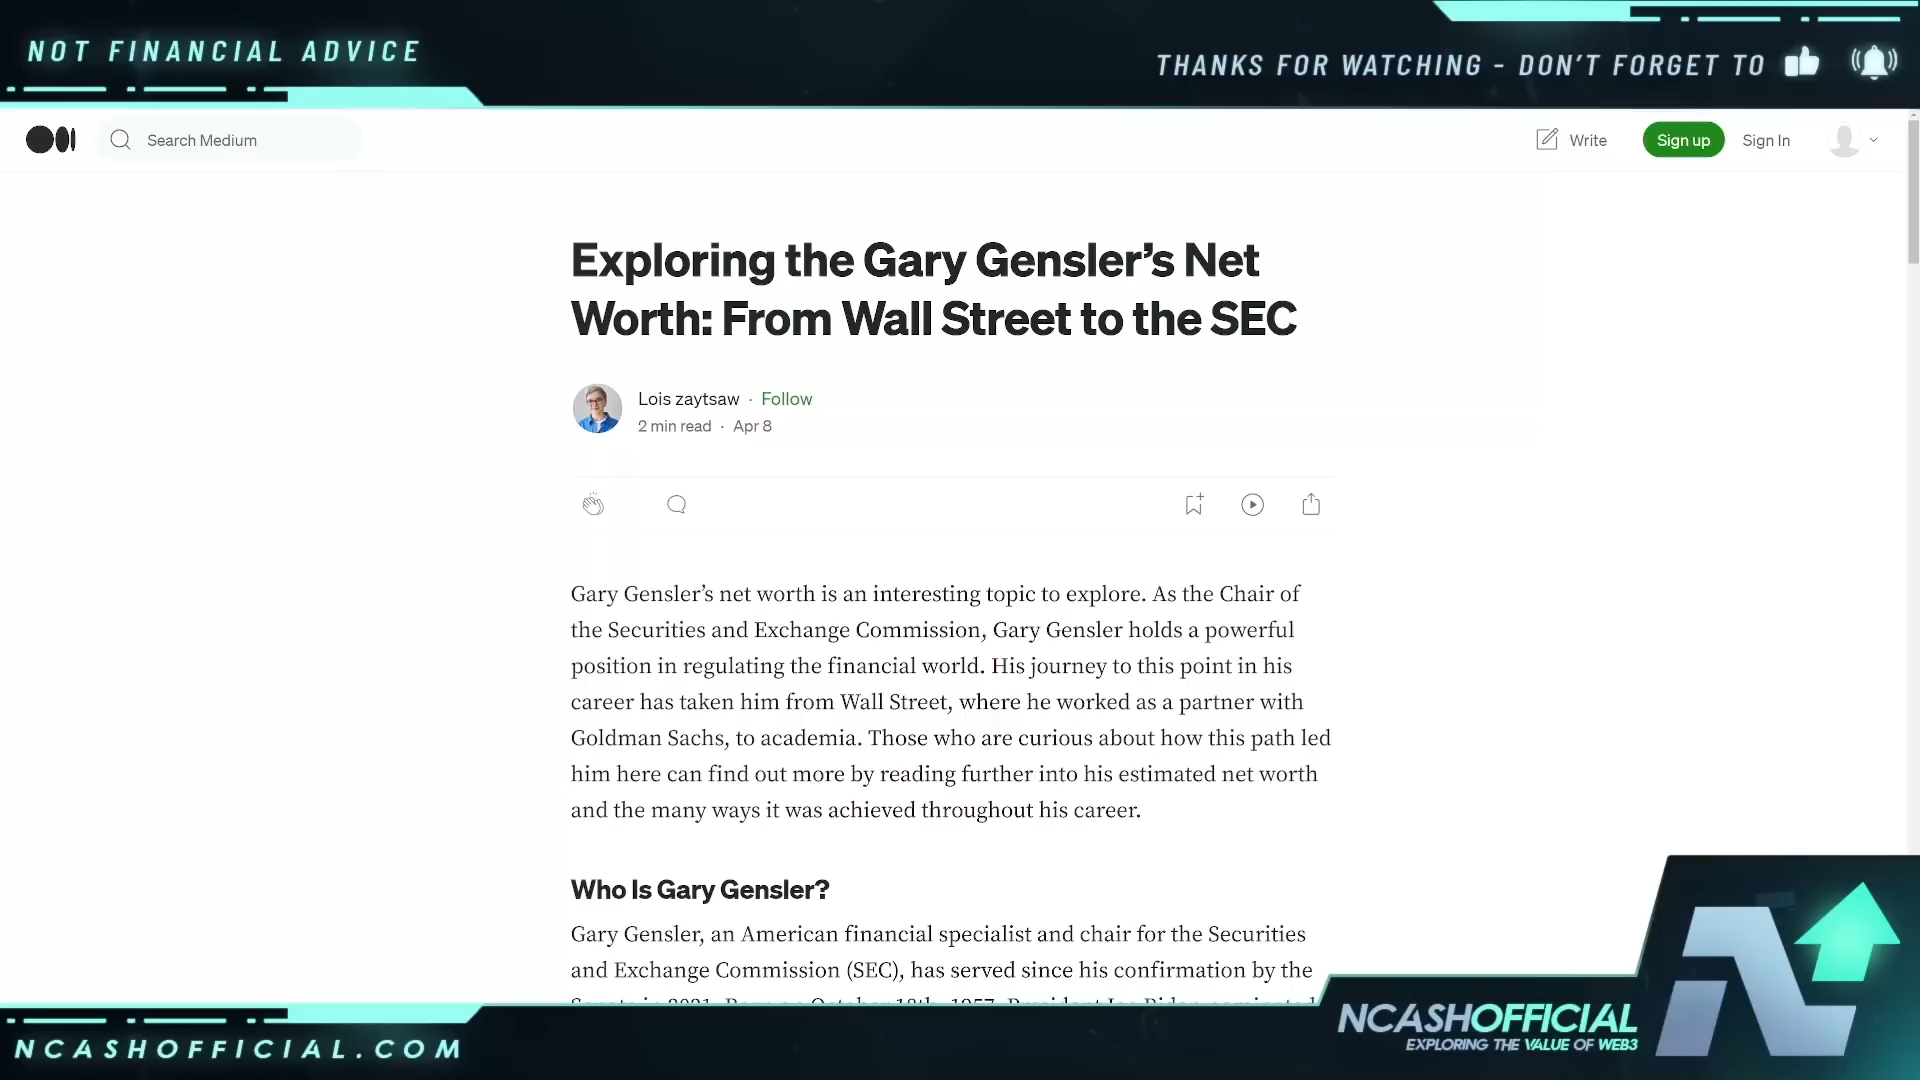 NOT FINANCIAL ADVICE
THANKS FOR WATCHING - DON'T FORGET TO
Search Medium
Write
Sign up
Sign In
Exploring the Gary Gensler’s Net
Worth: From Wall Street to the SEC
Lois zaytsaw · Follow
2 min read · Apr 8
Gary Gensler’s net worth is an interesting topic to explore. As the Chair of
the Securities and Exchange Commission, Gary Gensler holds a powerful
position in regulating the financial world. His journey to this point in his
career has taken him from Wall Street, where he worked as a partner with
Goldman Sachs, to academia. Those who are curious about how this path led
him here can find out more by reading further into his estimated net worth
and the many ways it was achieved throughout his career.
Who Is Gary Gensler?
Gary Gensler, an American financial specialist and chair for the Securities
and Exchange Commission (SEC), has served since his confirmation by the
NCASHOFFICIAL
EXPLORING THE VALUE OF WEB3
NCASHOFFICIAL.COM